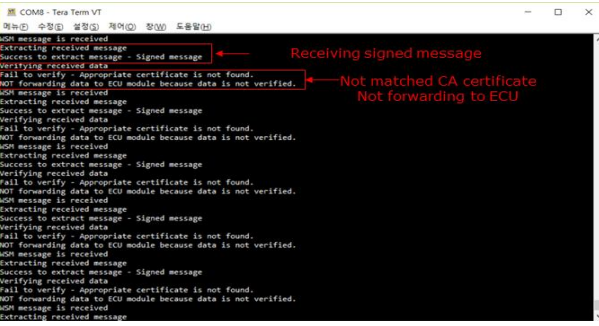 COM8 - Tera Term VT
메뉴(F) 수정(E) 설정(S) 제어(O) 창(W) 도움말(H)
WSM message is received
Extracting received message
Success to extract message - Signed message
Verifying received data
Fail to verify - Appropriate certificate is not found.
NOT forwarding data to ECU module because data is not verified.
WSM message is received
Extracting received message
Success to extract message - Signed message
Verifying received data
Fail to verify - Appropriate certificate is not found.
NOT forwarding data to ECU module because data is not verified.
WSM message is received
Extracting received message
Success to extract message - Signed message
Verifying received data
Fail to verify - Appropriate certificate is not found.
NOT forwarding data to ECU module because data is not verified.
WSM message is received
Extracting received message
Success to extract message - Signed message
Verifying received data
Fail to verify - Appropriate certificate is not found.
NOT forwarding data to ECU module because data is not verified.
WSM message is received
Extracting received message
Success to extract message - Signed message
Verifying received data
Fail to verify - Appropriate certificate is not found.
NOT forwarding data to ECU module because data is not verified.
WSM message is received
Extracting received message
Receiving signed message
Not matched CA certificate
Not forwarding to ECU